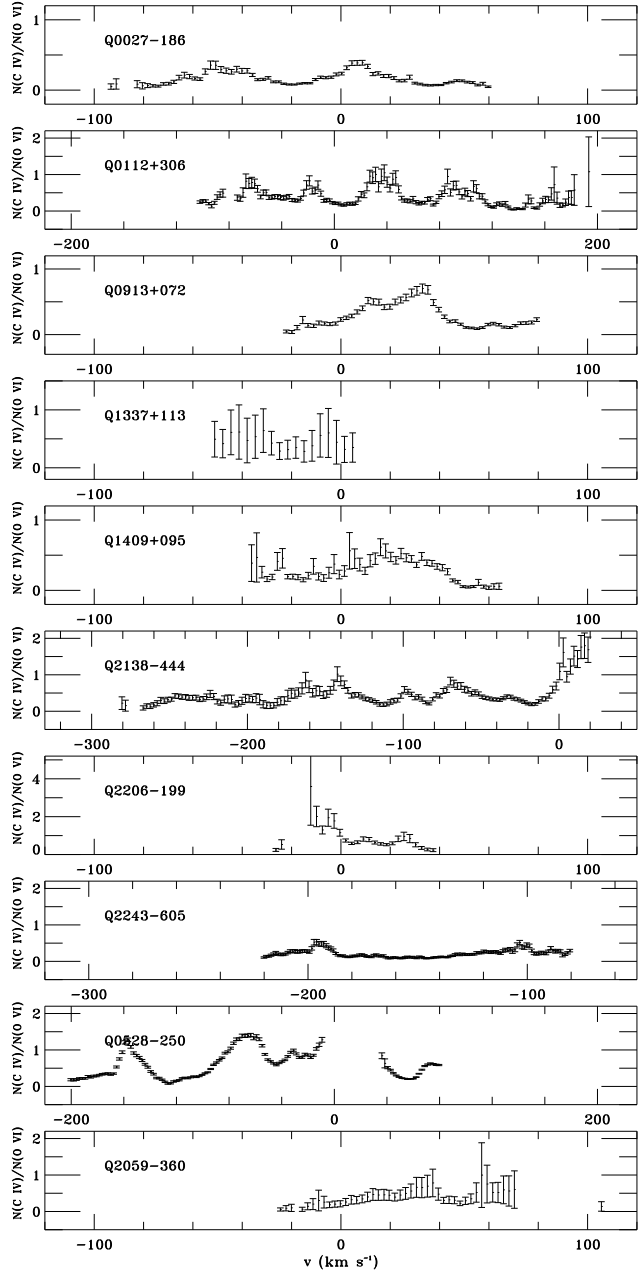 N(C IV)/N(O VI)
1
0
Q0027−186
−100 0 100
N(C IV)/N(O VI)
2
1
0
Q0112+306
−200 0 200
N(C IV)/N(O VI)
1
0
Q0913+072
−100 0 100
N(C IV)/N(O VI)
1
0
Q1337+113
−100 0 100
N(C IV)/N(O VI)
1
0
Q1409+095
−100 0 100
N(C IV)/N(O VI)
2
1
0
Q2138−444
−300 −200 −100 0
N(C IV)/N(O VI)
4
2
0
Q2206−199
−100 0 100
N(C IV)/N(O VI)
2
1
0
Q2243−605
−300 −200 −100
N(C IV)/N(O VI)
2
1
0
Q0528−250
−200 0 200
N(C IV)/N(O VI)
2
1
0
Q2059−360
−100 0 100
v (km s⁻¹)